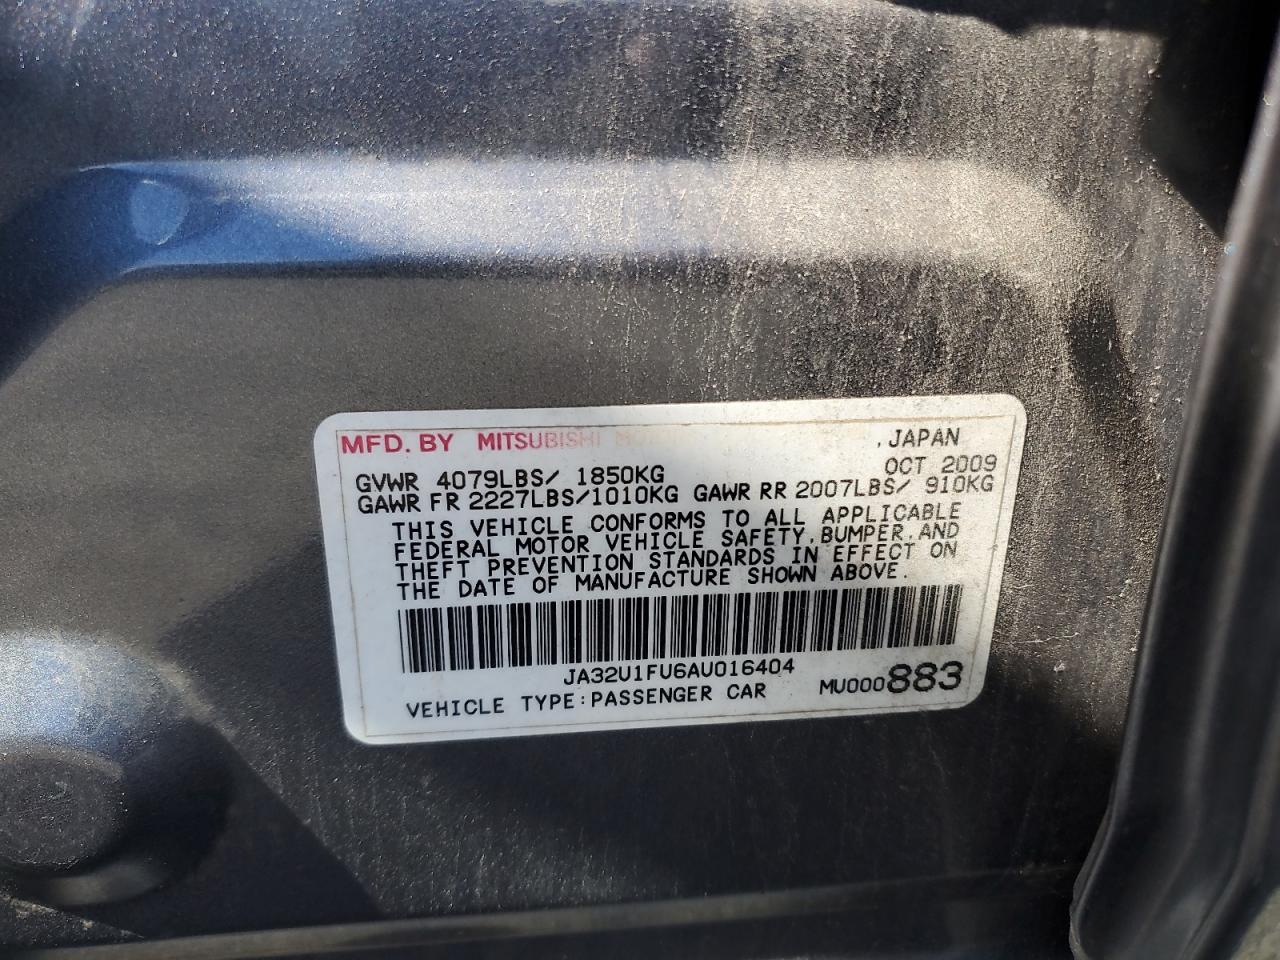 MFD. BY MITSUBISHI , JAPAN
OCT 2009
GVWR 4079LBS/ 1850KG
GAWR FR 2227LBS/1010KG GAWR RR 2007LBS/ 910KG
THIS VEHICLE CONFORMS TO ALL APPLICABLE
FEDERAL MOTOR VEHICLE SAFETY, BUMPER, AND
THEFT PREVENTION STANDARDS IN EFFECT ON
THE DATE OF MANUFACTURE SHOWN ABOVE.
JA32U1FU6AU016404
VEHICLE TYPE:PASSENGER CAR MU000883